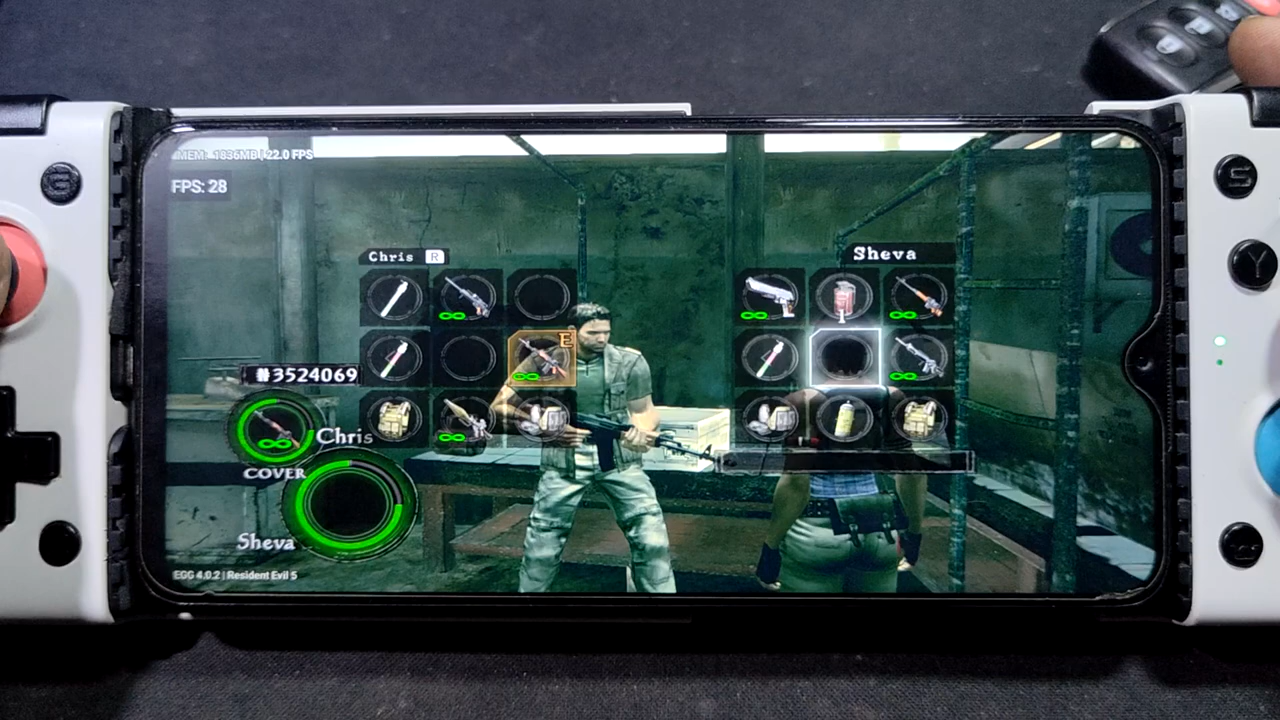 MEM: 1836MB | 22.0 FPS
FPS: 28
Chris R
Sheva
E
#3524069
Chris
COVER
Sheva
EGG 4.0.2 | Resident Evil 5
G
S
Y